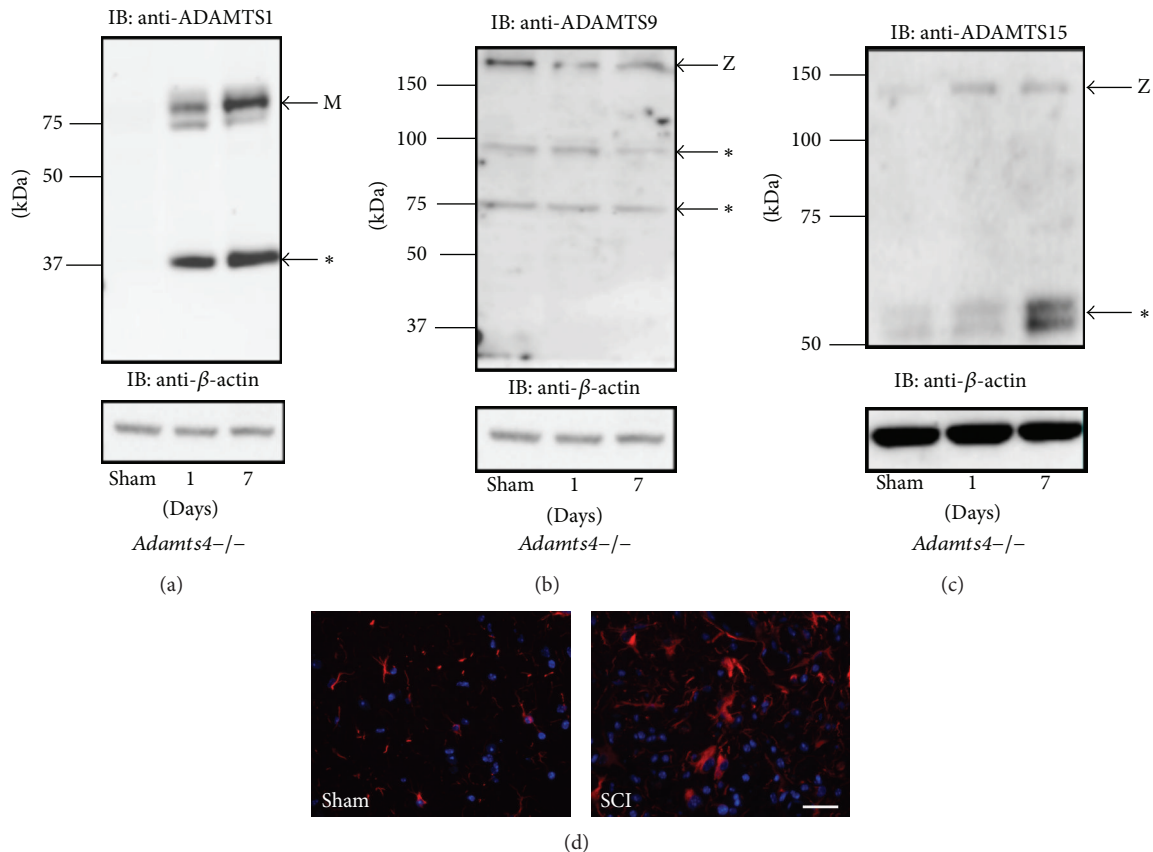 IB: anti-ADAMTS1
(kDa)
75
50
37
M
*
IB: anti-β-actin
Sham 1 7
(Days)
Adamts4−/−
(a)
IB: anti-ADAMTS9
(kDa)
150
100
75
50
37
Z
*
*
IB: anti-β-actin
Sham 1 7
(Days)
Adamts4−/−
(b)
IB: anti-ADAMTS15
(kDa)
150
100
75
50
Z
*
IB: anti-β-actin
Sham 1 7
(Days)
Adamts4−/−
(c)
Sham
SCI
(d)